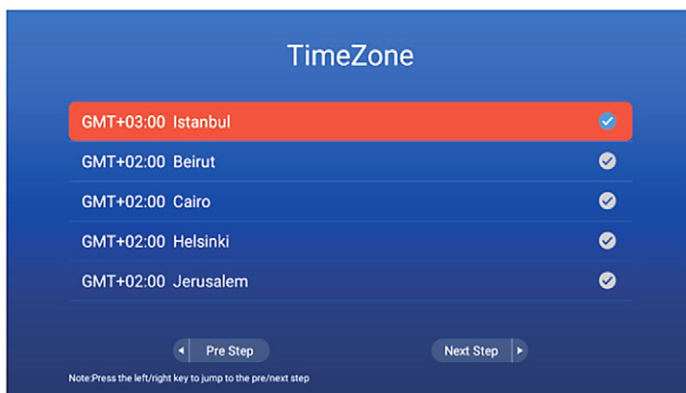 TimeZone
GMT+03:00 Istanbul
GMT+02:00 Beirut
GMT+02:00 Cairo
GMT+02:00 Helsinki
GMT+02:00 Jerusalem
Pre Step
Next Step
Note:Press the left/right key to jump to the pre/next step